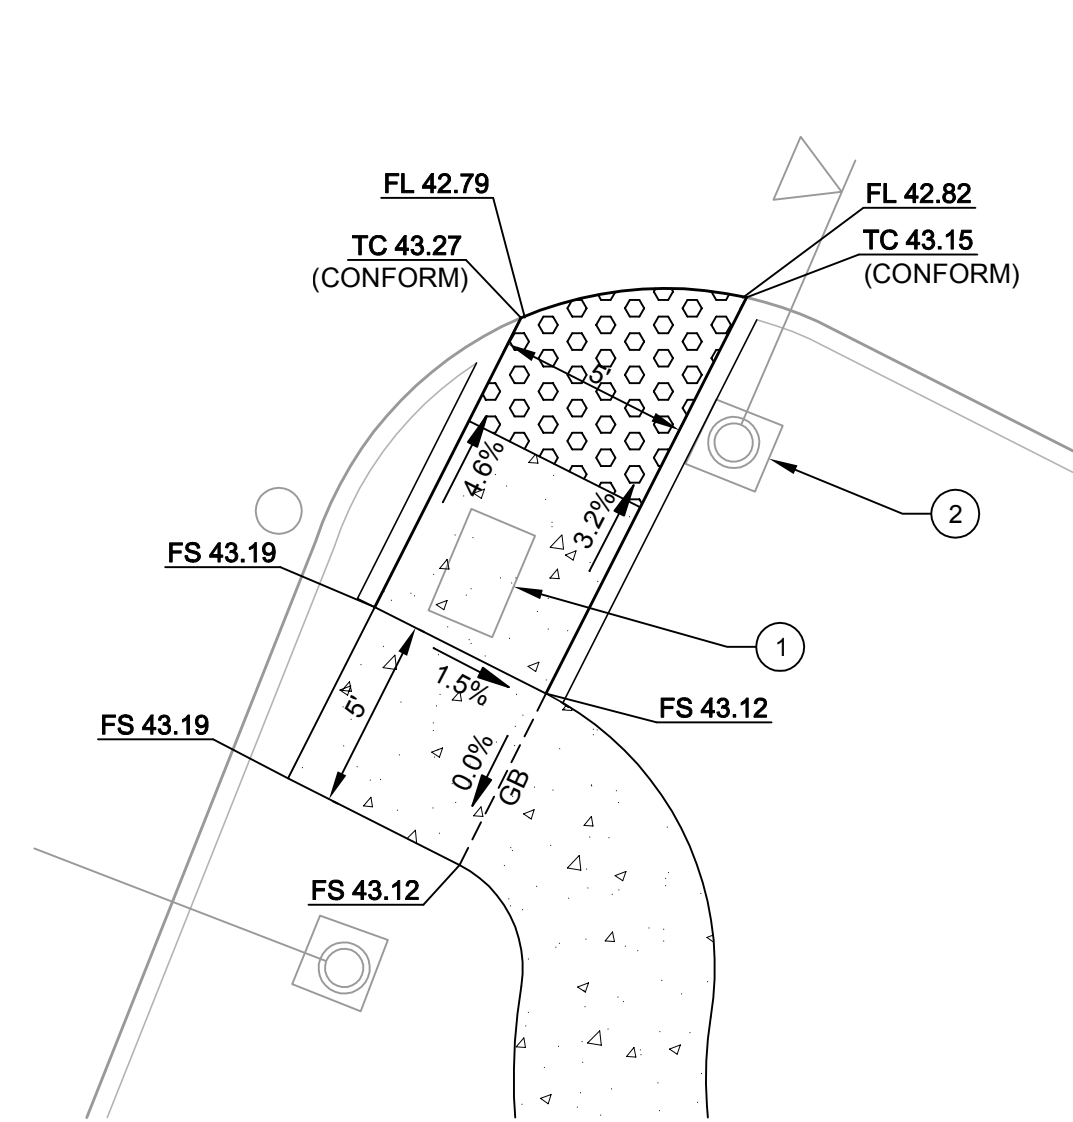 FL 42.79
FL 42.82
TC 43.27
(CONFORM)
TC 43.15
(CONFORM)
5'
4.6%
3.2%
2
FS 43.19
1
1.5%
5'
FS 43.12
FS 43.19
0.0%
GB
FS 43.12